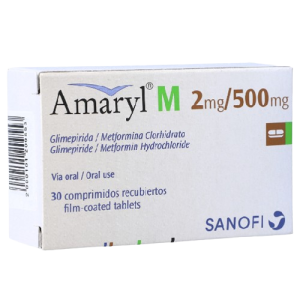 Amaryl® M 2mg/500mg
Glimepirida / Metformina Clorhidrato
Glimepiride / Metformin Hydrochloride
Vía oral / Oral use
30 comprimidos recubiertos
film-coated tablets
SANOFI